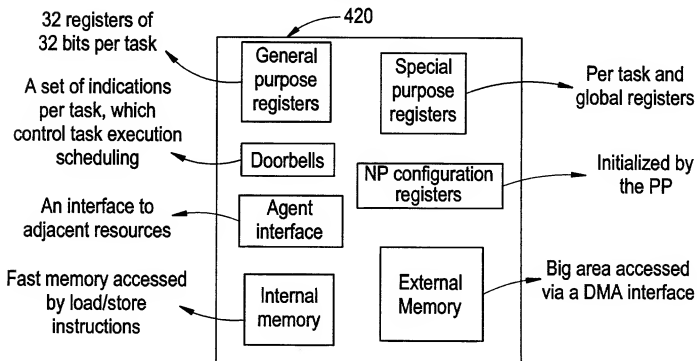 32 registers of
32 bits per task
420
General
purpose
registers
Special
purpose
registers
Per task and
global registers
A set of indications
per task, which
control task execution
scheduling
Doorbells
NP configuration
registers
Initialized by
the PP
An interface to
adjacent resources
Agent
interface
Fast memory accessed
by load/store
instructions
Internal
memory
External
Memory
Big area accessed
via a DMA interface